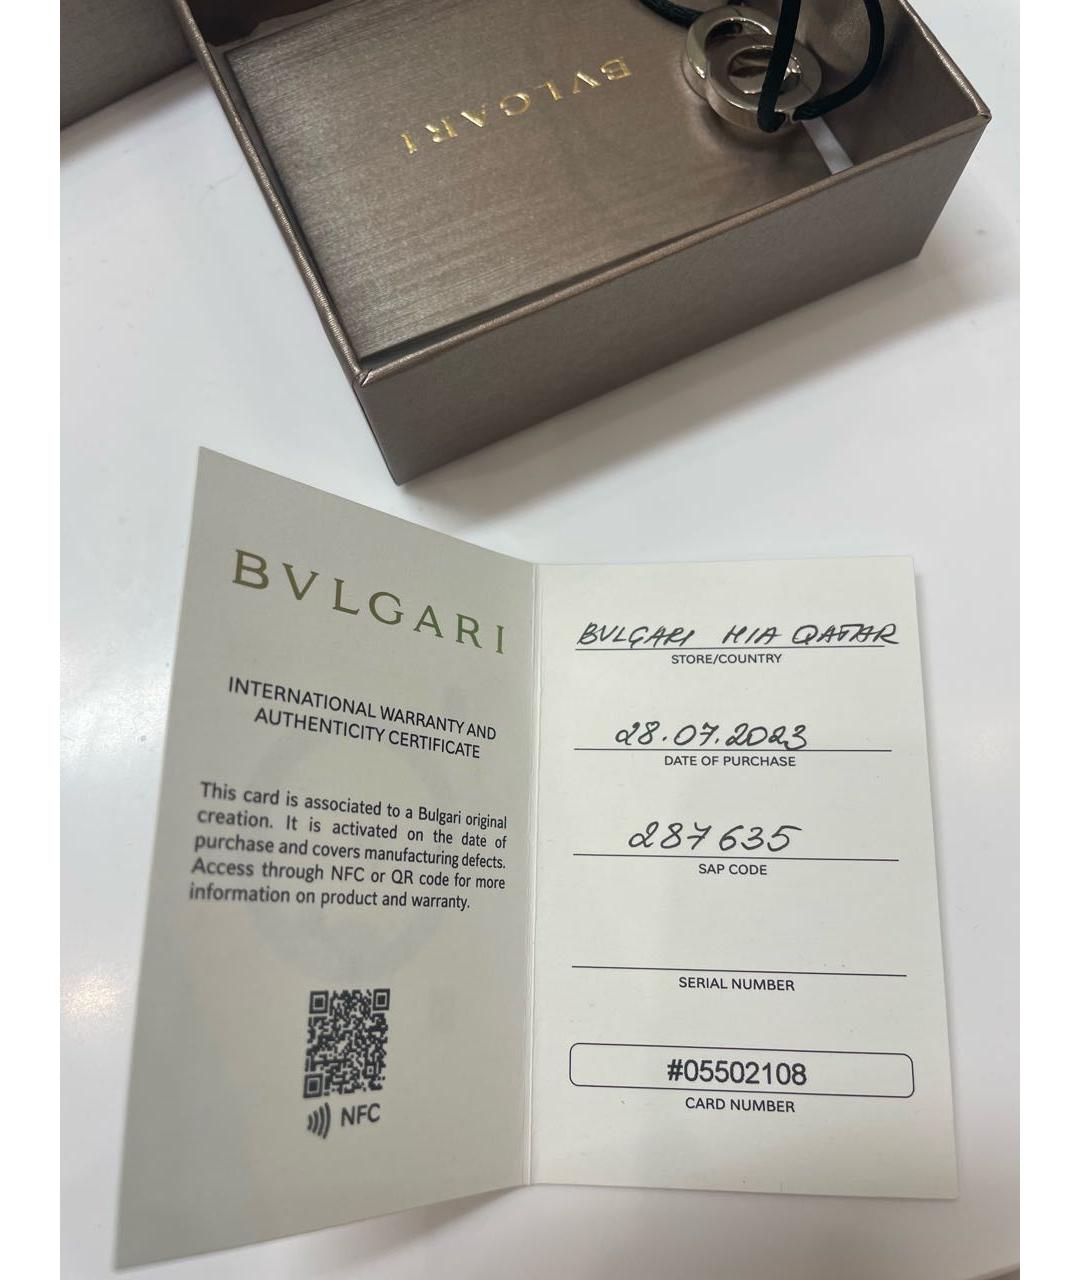 BVLGARI
BVLGARI
INTERNATIONAL WARRANTY AND
AUTHENTICITY CERTIFICATE
This card is associated to a Bulgari original
creation. It is activated on the date of
purchase and covers manufacturing defects.
Access through NFC or QR code for more
information on product and warranty.
NFC
BVLGARI HIA QATAR
STORE/COUNTRY
28.07.2023
DATE OF PURCHASE
287635
SAP CODE
SERIAL NUMBER
#05502108
CARD NUMBER